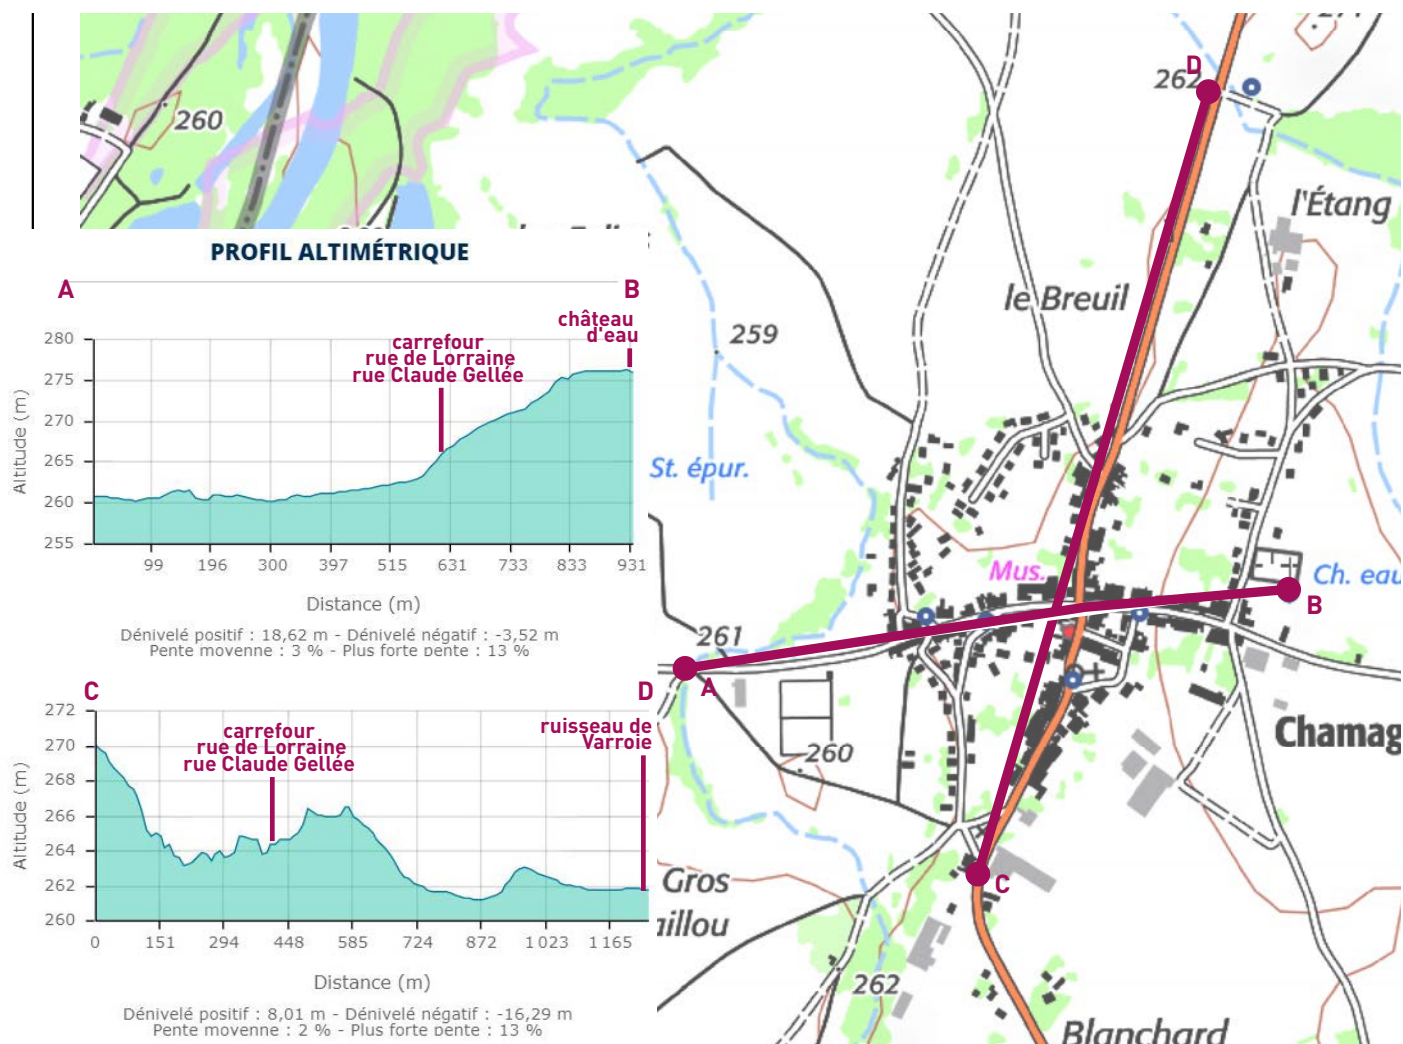 260
PROFIL ALTIMÉTRIQUE
A
B
château
d'eau
carrefour
rue de Lorraine
rue Claude Gellée
280
275
270
265
260
255
Altitude (m)
99
196
300
397
515
631
733
833
931
Distance (m)
Dénivelé positif : 18,62 m - Dénivelé négatif : -3,52 m
Pente moyenne : 3 % - Plus forte pente : 13 %
C
D
ruisseau de
Varroie
carrefour
rue de Lorraine
rue Claude Gellée
272
270
268
266
264
262
260
Altitude (m)
0
151
294
448
585
724
872
1 023
1 165
Distance (m)
Dénivelé positif : 8,01 m - Dénivelé négatif : -16,29 m
Pente moyenne : 2 % - Plus forte pente : 13 %
D
262
l'Étang
le Breuil
259
St. épur.
Mus.
Ch. eau
B
261
A
260
Chamag
C
Gros
aillou
262
Blanchard